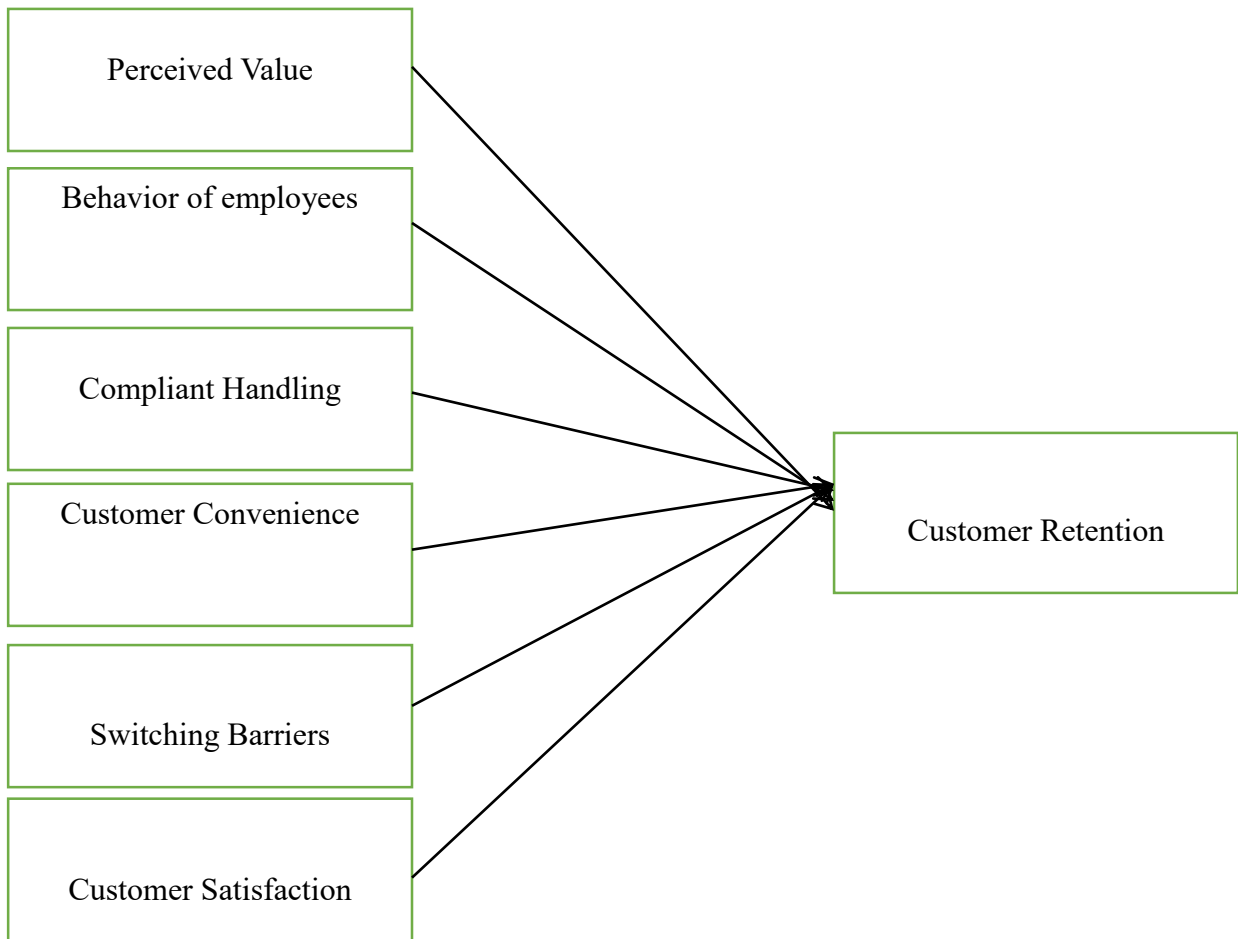 Perceived Value
Behavior of employees
Compliant Handling
Customer Convenience
Customer Retention
Switching Barriers
Customer Satisfaction